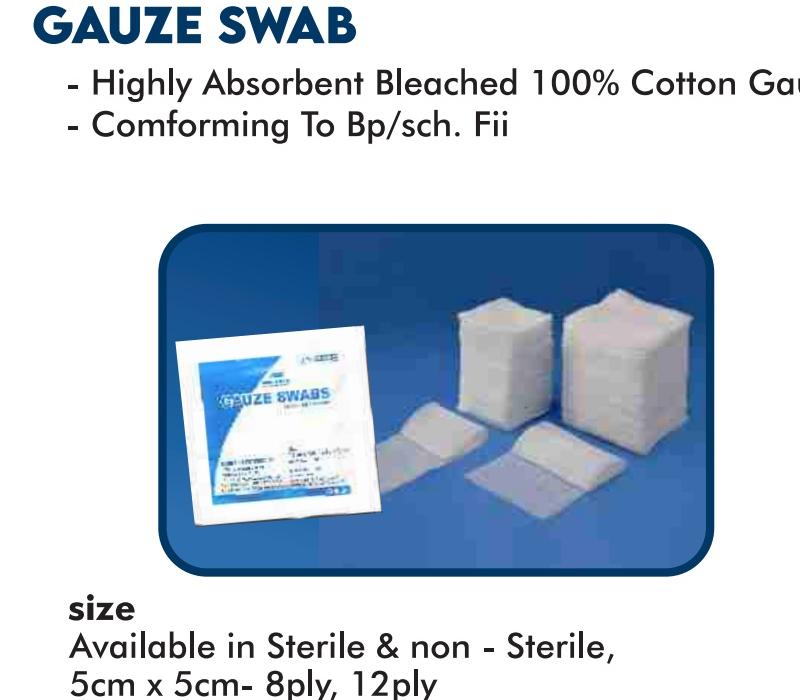 GAUZE SWAB
- Highly Absorbent Bleached 100% Cotton Gau
- Comforming To Bp/sch. Fii
GAUZE SWABS
size
Available in Sterile & non - Sterile,
5cm x 5cm- 8ply, 12ply